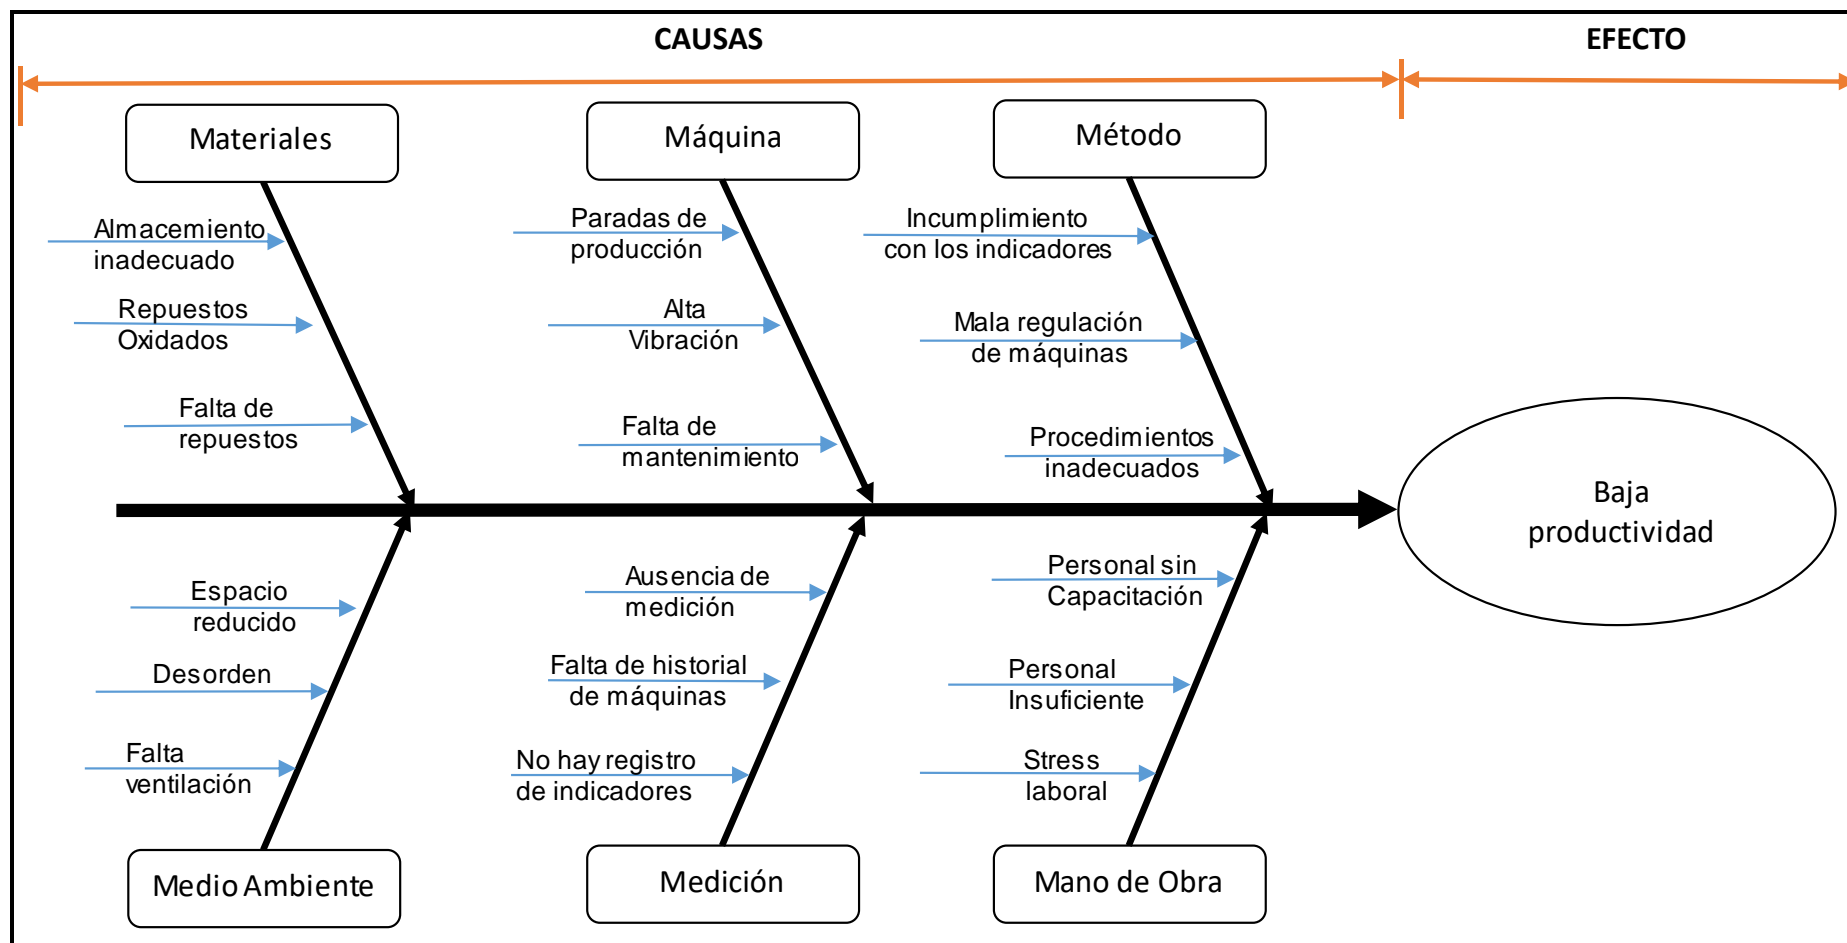 CAUSAS
EFECTO
Materiales
Máquina
Método
Almacemiento
inadecuado
Repuestos
Oxidados
Falta de
repuestos
Paradas de
producción
Alta
Vibración
Falta de
mantenimiento
Incumplimiento
con los indicadores
Mala regulación
de máquinas
Procedimientos
inadecuados
Baja
productividad
Espacio
reducido
Desorden
Falta
ventilación
Ausencia de
medición
Falta de historial
de máquinas
No hay registro
de indicadores
Personal sin
Capacitación
Personal
Insuficiente
Stress
laboral
Medio Ambiente
Medición
Mano de Obra